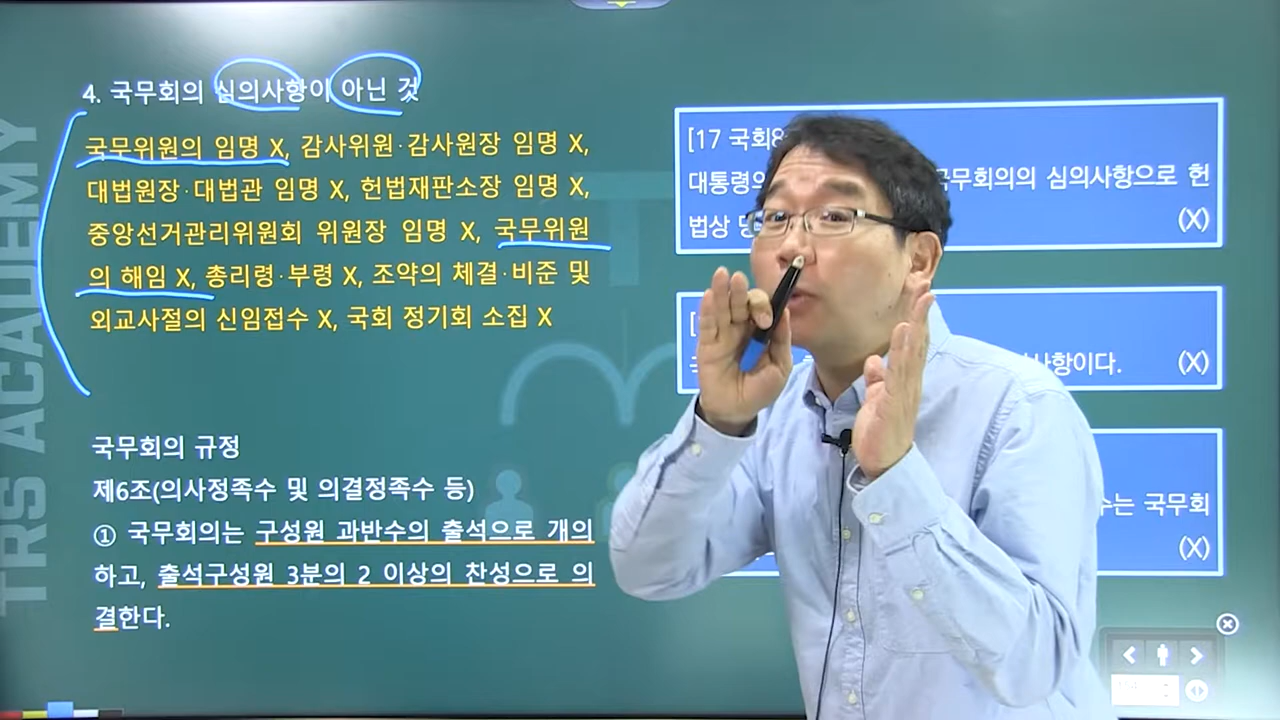 4. 국무회의 심의사항이 아닌 것
국무위원의 임명 X, 감사위원·감사원장 임명 X,
대법원장·대법관 임명 X, 헌법재판소장 임명 X,
중앙선거관리위원회 위원장 임명 X, 국무위원
의 해임 X, 총리령·부령 X, 조약의 체결·비준 및
외교사절의 신임접수 X, 국회 정기회 소집 X
국무회의 규정
제6조(의사정족수 및 의결정족수 등)
① 국무회의는 구성원 과반수의 출석으로 개의
하고, 출석구성원 3분의 2 이상의 찬성으로 의
결한다.
[17 국회8
대통령의 국무회의의 심의사항으로 헌
법상 (X)
사항이다. (X)
는 국무회
(X)
TRS ACADEMY